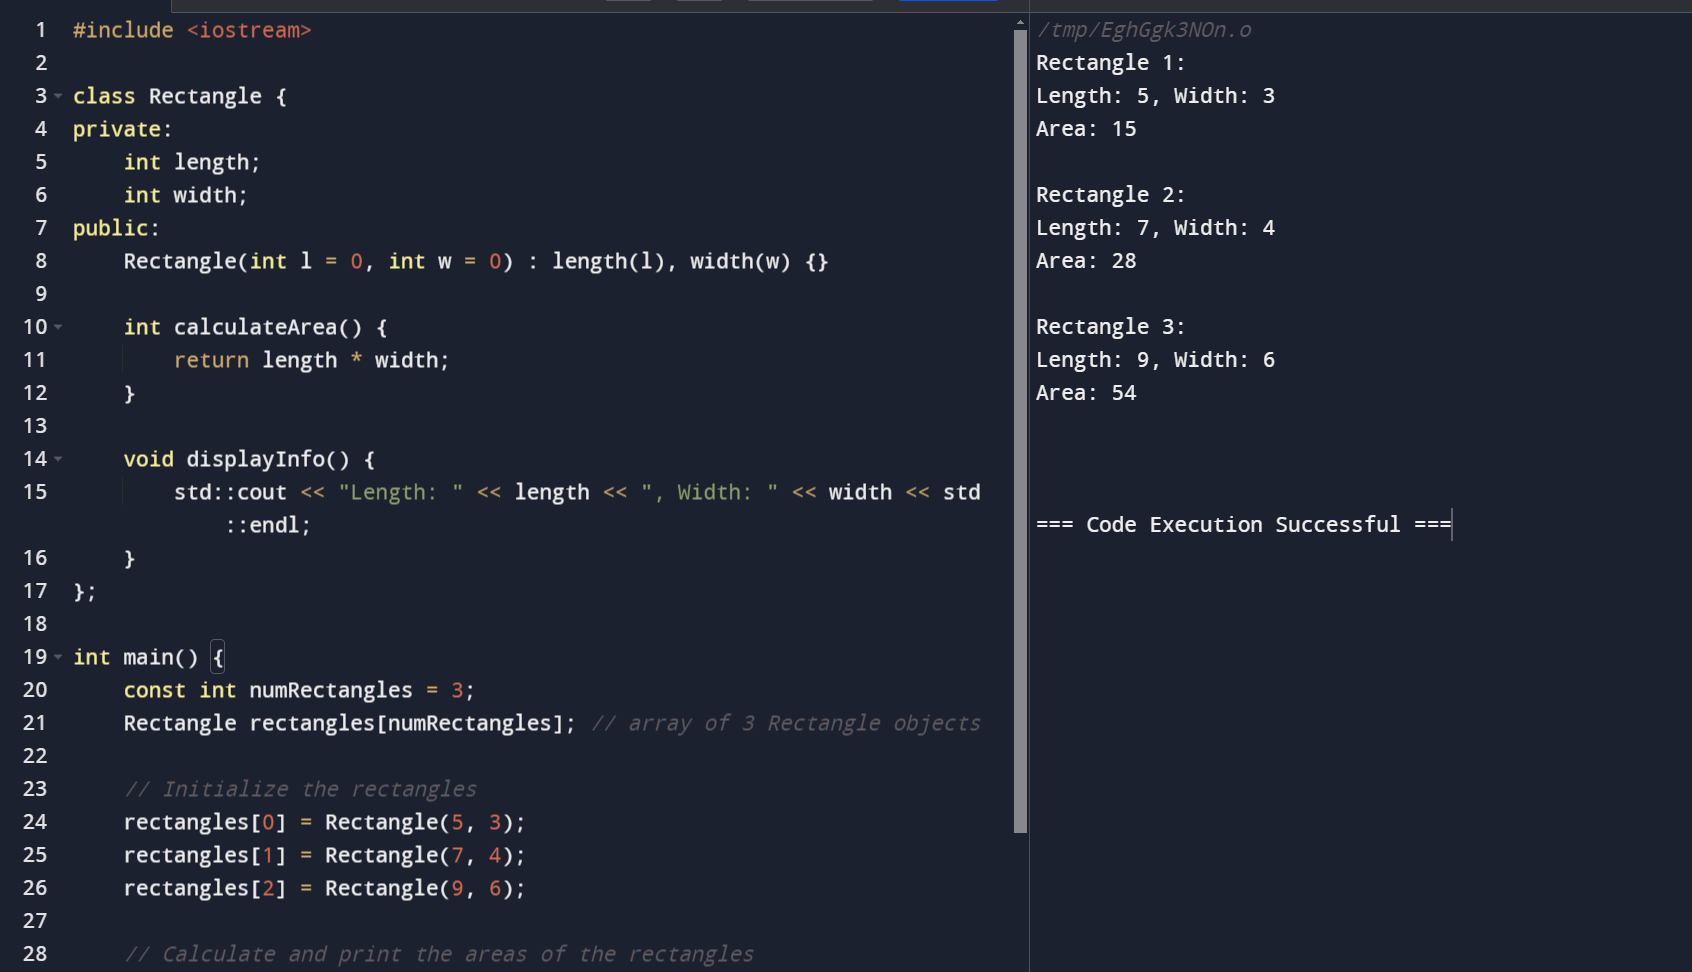 1 #include <iostream>
2
3 class Rectangle {
4 private:
5     int length;
6     int width;
7 public:
8     Rectangle(int l = 0, int w = 0) : length(l), width(w) {}
9
10     int calculateArea() {
11         return length * width;
12     }
13
14     void displayInfo() {
15         std::cout << "Length: " << length << ", Width: " << width << std
            ::endl;
16     }
17 };
18
19 int main() {
20     const int numRectangles = 3;
21     Rectangle rectangles[numRectangles]; // array of 3 Rectangle objects
22
23     // Initialize the rectangles
24     rectangles[0] = Rectangle(5, 3);
25     rectangles[1] = Rectangle(7, 4);
26     rectangles[2] = Rectangle(9, 6);
27
28     // Calculate and print the areas of the rectangles
/tmp/EghGgk3NOn.o
Rectangle 1:
Length: 5, Width: 3
Area: 15
Rectangle 2:
Length: 7, Width: 4
Area: 28
Rectangle 3:
Length: 9, Width: 6
Area: 54
=== Code Execution Successful ===